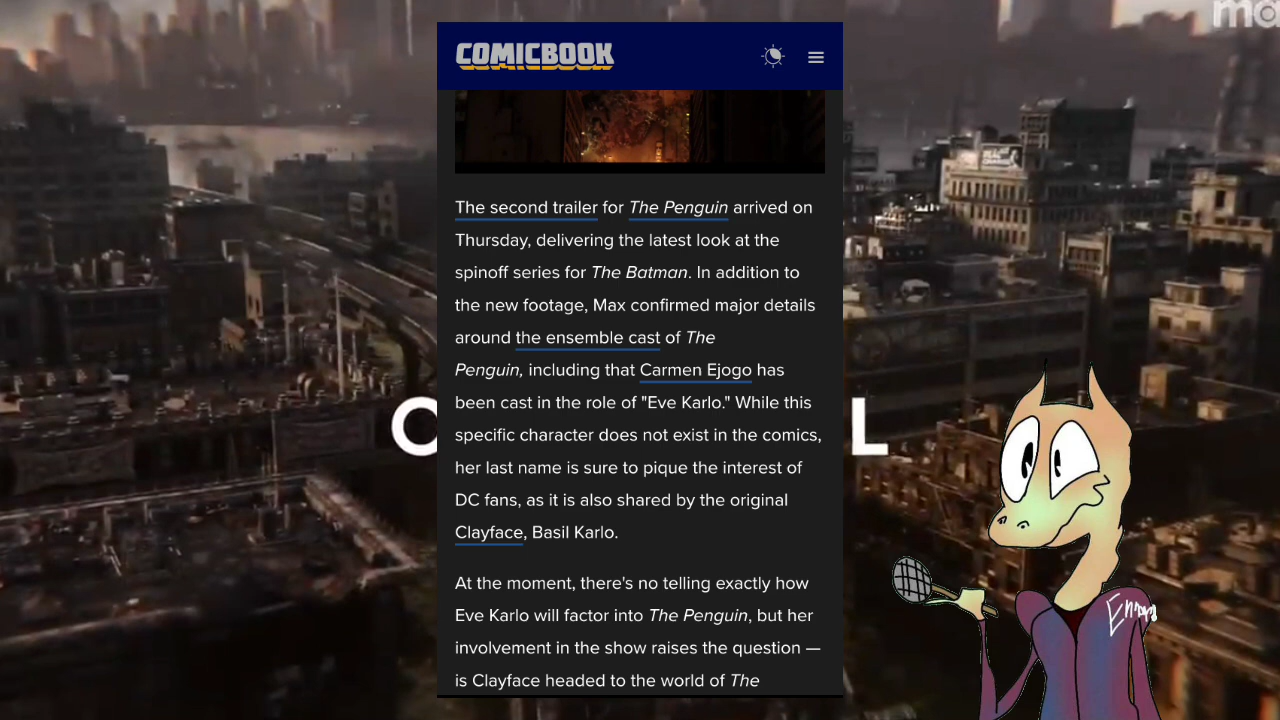 COMICBOOK
The second trailer for The Penguin arrived on
Thursday, delivering the latest look at the
spinoff series for The Batman. In addition to
the new footage, Max confirmed major details
around the ensemble cast of The
Penguin, including that Carmen Ejogo has
been cast in the role of "Eve Karlo." While this
specific character does not exist in the comics,
her last name is sure to pique the interest of
DC fans, as it is also shared by the original
Clayface, Basil Karlo.
At the moment, there's no telling exactly how
Eve Karlo will factor into The Penguin, but her
involvement in the show raises the question —
is Clayface headed to the world of The
O
L